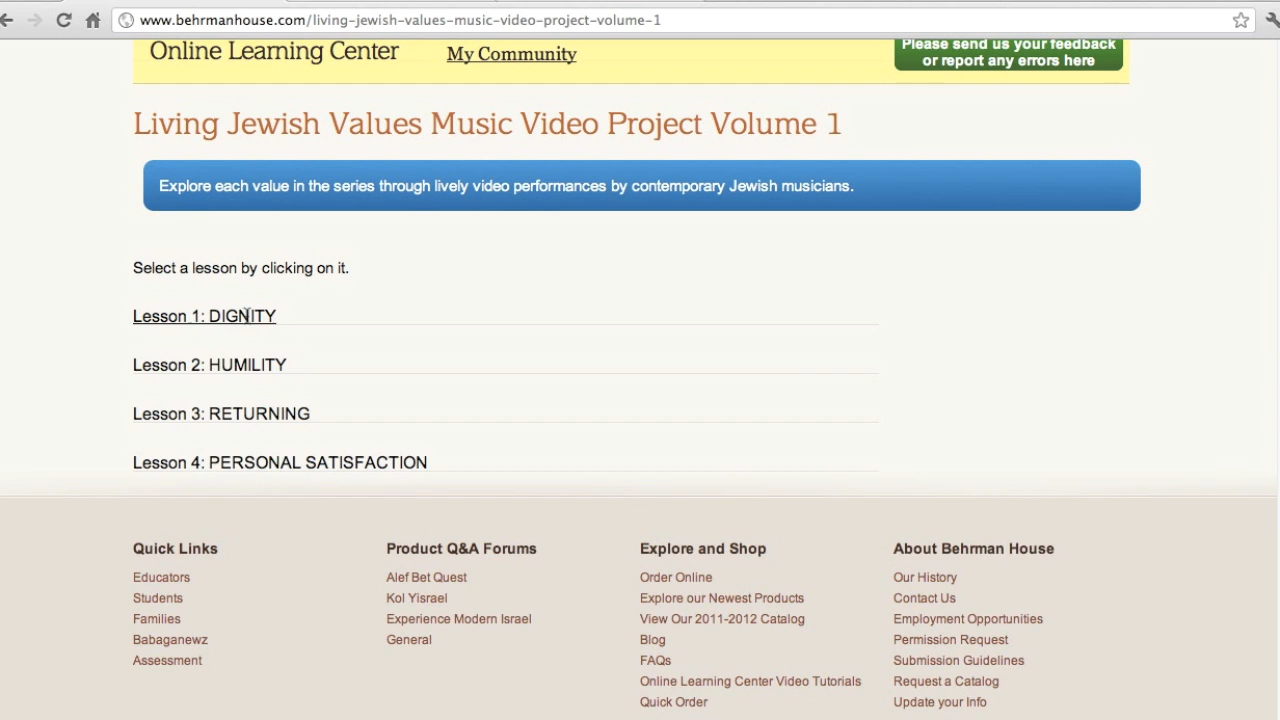 www.behrmanhouse.com/living-jewish-values-music-video-project-volume-1
Online Learning Center
My Community
Please send us your feedback
or report any errors here
Living Jewish Values Music Video Project Volume 1
Explore each value in the series through lively video performances by contemporary Jewish musicians.
Select a lesson by clicking on it.
Lesson 1: DIGNITY
Lesson 2: HUMILITY
Lesson 3: RETURNING
Lesson 4: PERSONAL SATISFACTION
Quick Links
Educators
Students
Families
Babaganewz
Assessment
Product Q&A Forums
Alef Bet Quest
Kol Yisrael
Experience Modern Israel
General
Explore and Shop
Order Online
Explore our Newest Products
View Our 2011-2012 Catalog
Blog
FAQs
Online Learning Center Video Tutorials
Quick Order
About Behrman House
Our History
Contact Us
Employment Opportunities
Permission Request
Submission Guidelines
Request a Catalog
Update your Info